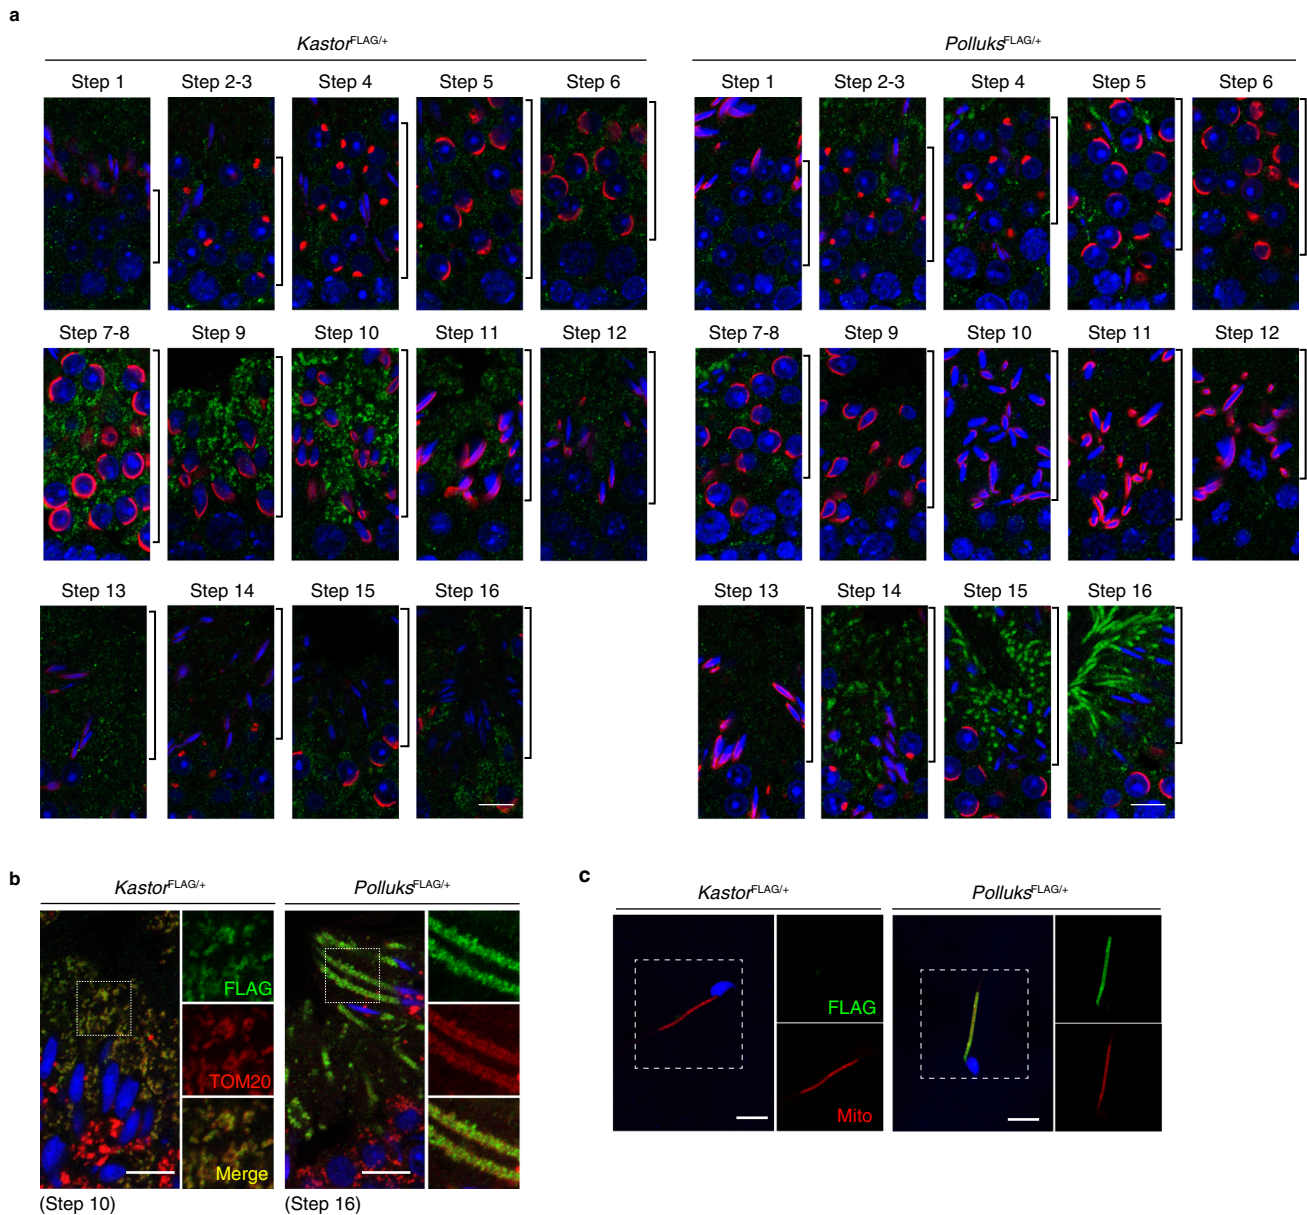 a
Kastor^FLAG/+
Polluks^FLAG/+
Step 1 Step 2-3 Step 4 Step 5 Step 6
Step 1 Step 2-3 Step 4 Step 5 Step 6
Step 7-8 Step 9 Step 10 Step 11 Step 12
Step 7-8 Step 9 Step 10 Step 11 Step 12
Step 13 Step 14 Step 15 Step 16
Step 13 Step 14 Step 15 Step 16
b
Kastor^FLAG/+
Polluks^FLAG/+
FLAG
TOM20
Merge
(Step 10)
(Step 16)
c
Kastor^FLAG/+
Polluks^FLAG/+
FLAG
Mito